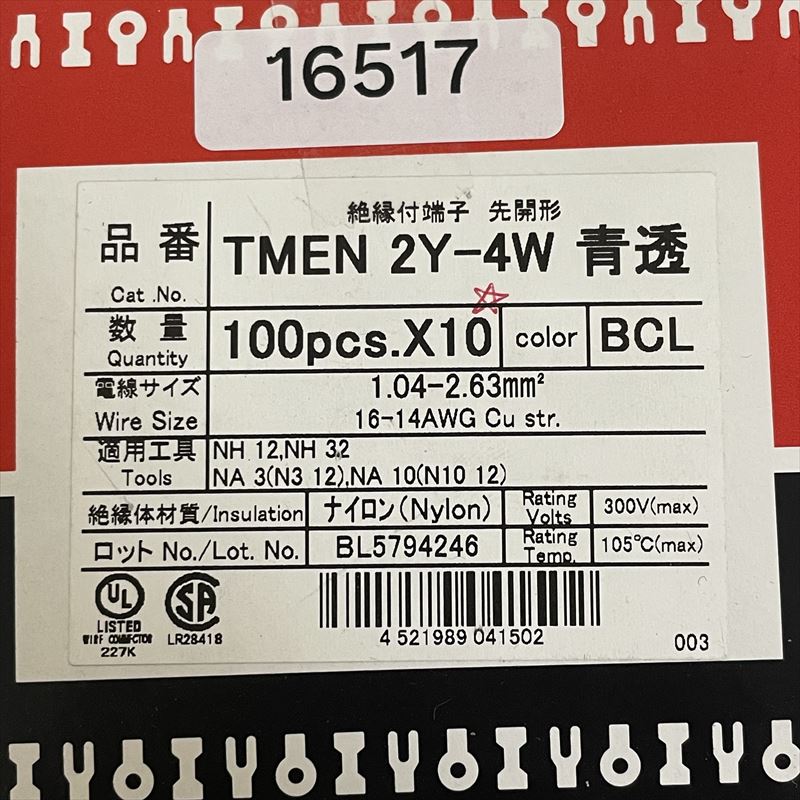 16517
絶縁付端子 先開形
品番 TMEN 2Y-4W 青透
Cat .No.
数量 100pcs.X10 color BCL
Quantity
電線サイズ 1.04-2.63mm²
Wire Size 16-14AWG Cu str.
適用工具 NH 12,NH 32
Tools NA 3(N3 12),NA 10(N10 12)
絶縁体材質/Insulation ナイロン(Nylon) Rating Volts 300V(max)
ロット No./Lot. No. BL5794246 Rating Temp. 105℃(max)
UL SA
LISTED
WIRE CONNECTOR LR28418
227K
4 521989 041502
003